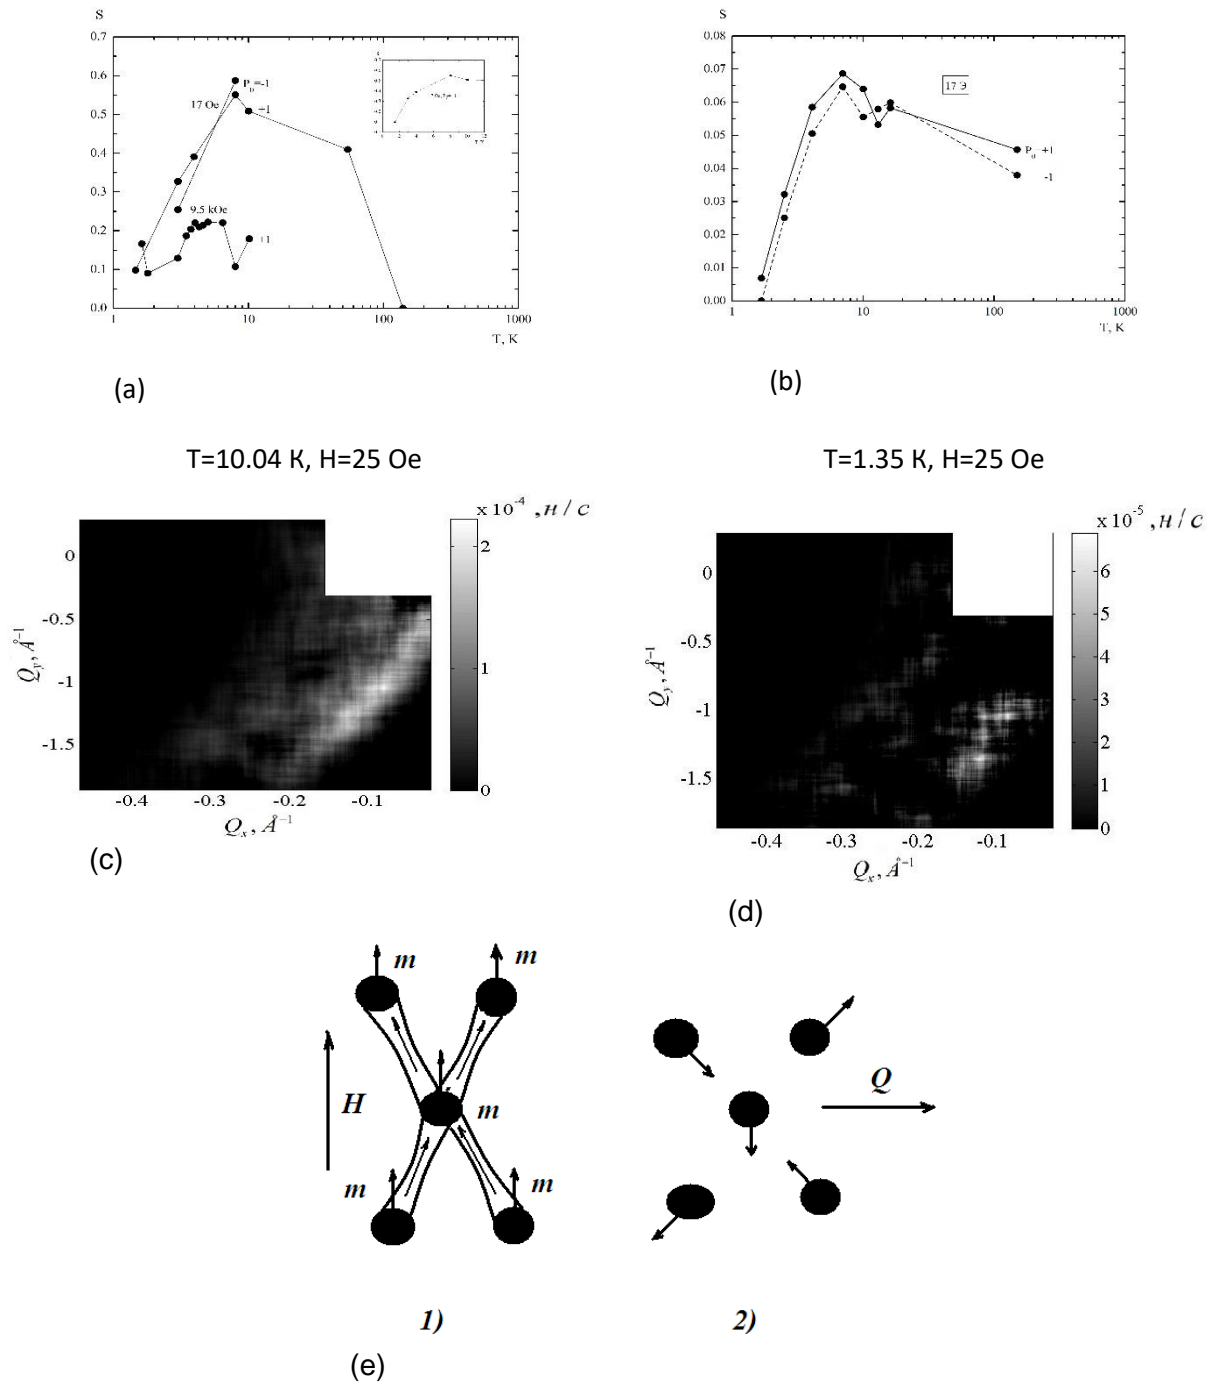 S
0.7
0.6
0.5
0.4
0.3
0.2
0.1
0.0
1
10
100
1000
T, K
P₀=-1
17 Oe
+1
9.5 kOe
+1
(a)
S
0.08
0.07
0.06
0.05
0.04
0.03
0.02
0.01
0.00
1
10
100
1000
T, K
17 Э
P₀=+1
-1
(b)
T=10.04 K, H=25 Oe
x 10⁻⁴ , н/с
2
1
0
0
-0.5
-1
-1.5
Q_y, Å⁻¹
-0.4
-0.3
-0.2
-0.1
Q_x, Å⁻¹
(c)
T=1.35 K, H=25 Oe
x 10⁻⁵ , н/с
6
5
4
3
2
1
0
0
-0.5
-1
-1.5
Q_y, Å⁻¹
-0.4
-0.3
-0.2
-0.1
Q_x, Å⁻¹
(d)
m
m
H
m
m
m
Q
1)
2)
(e)